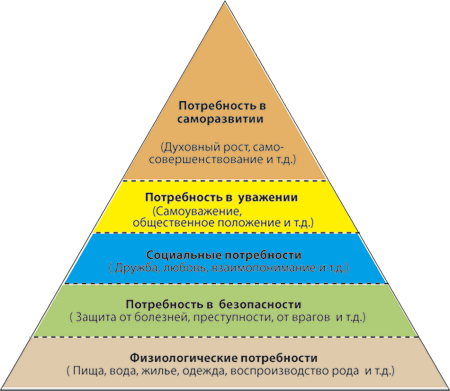 Потребность в
саморазвитии
(Духовный рост, само-
совершенствование и т.д.)
Потребность в уважении
(Самоуважение,
общественное положение и т.д.)
Социальные потребности
( Дружба, любовь, взаимопонимание и т.д.)
Потребность в безопасности
( Защита от болезней, преступности, от врагов и т.д.)
Физиологические потребности
( Пища, вода, жилье, одежда, воспроизводство рода и т.д.)